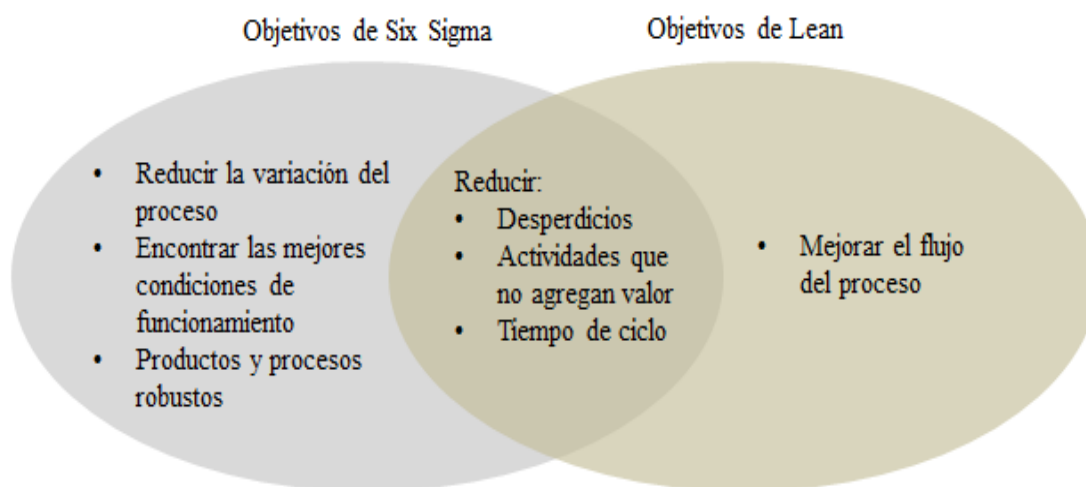 Objetivos de Six Sigma
Objetivos de Lean
• Reducir la variación del
proceso
• Encontrar las mejores
condiciones de
funcionamiento
• Productos y procesos
robustos
Reducir:
• Desperdicios
• Actividades que
no agregan valor
• Tiempo de ciclo
• Mejorar el flujo
del proceso